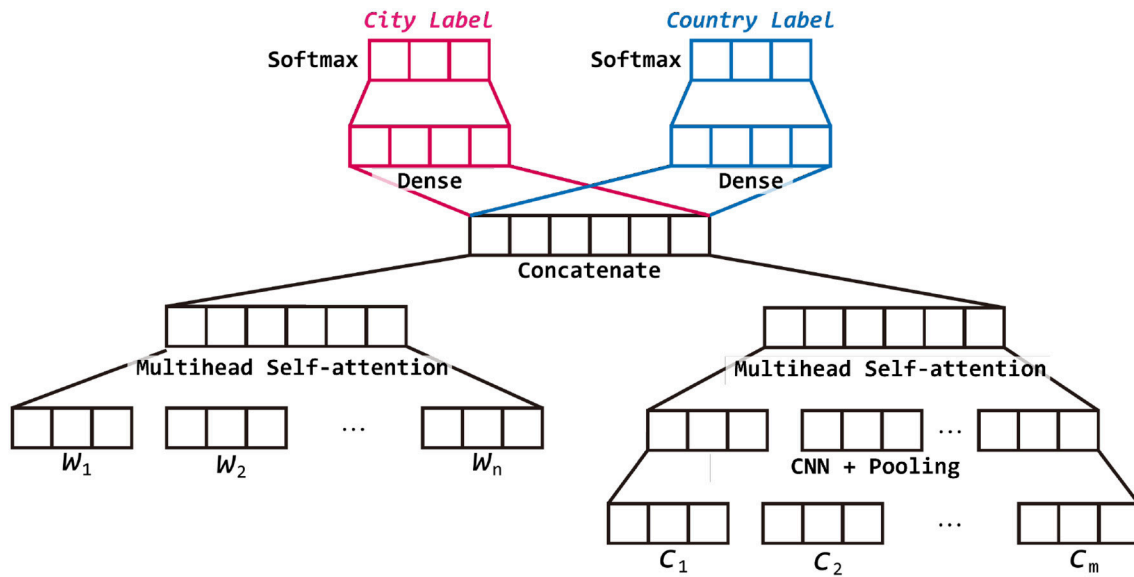 City Label
Country Label
Softmax
Softmax
Dense
Dense
Concatenate
Multihead Self-attention
Multihead Self-attention
...
...
W1
W2
Wn
CNN + Pooling
...
C1
C2
Cm